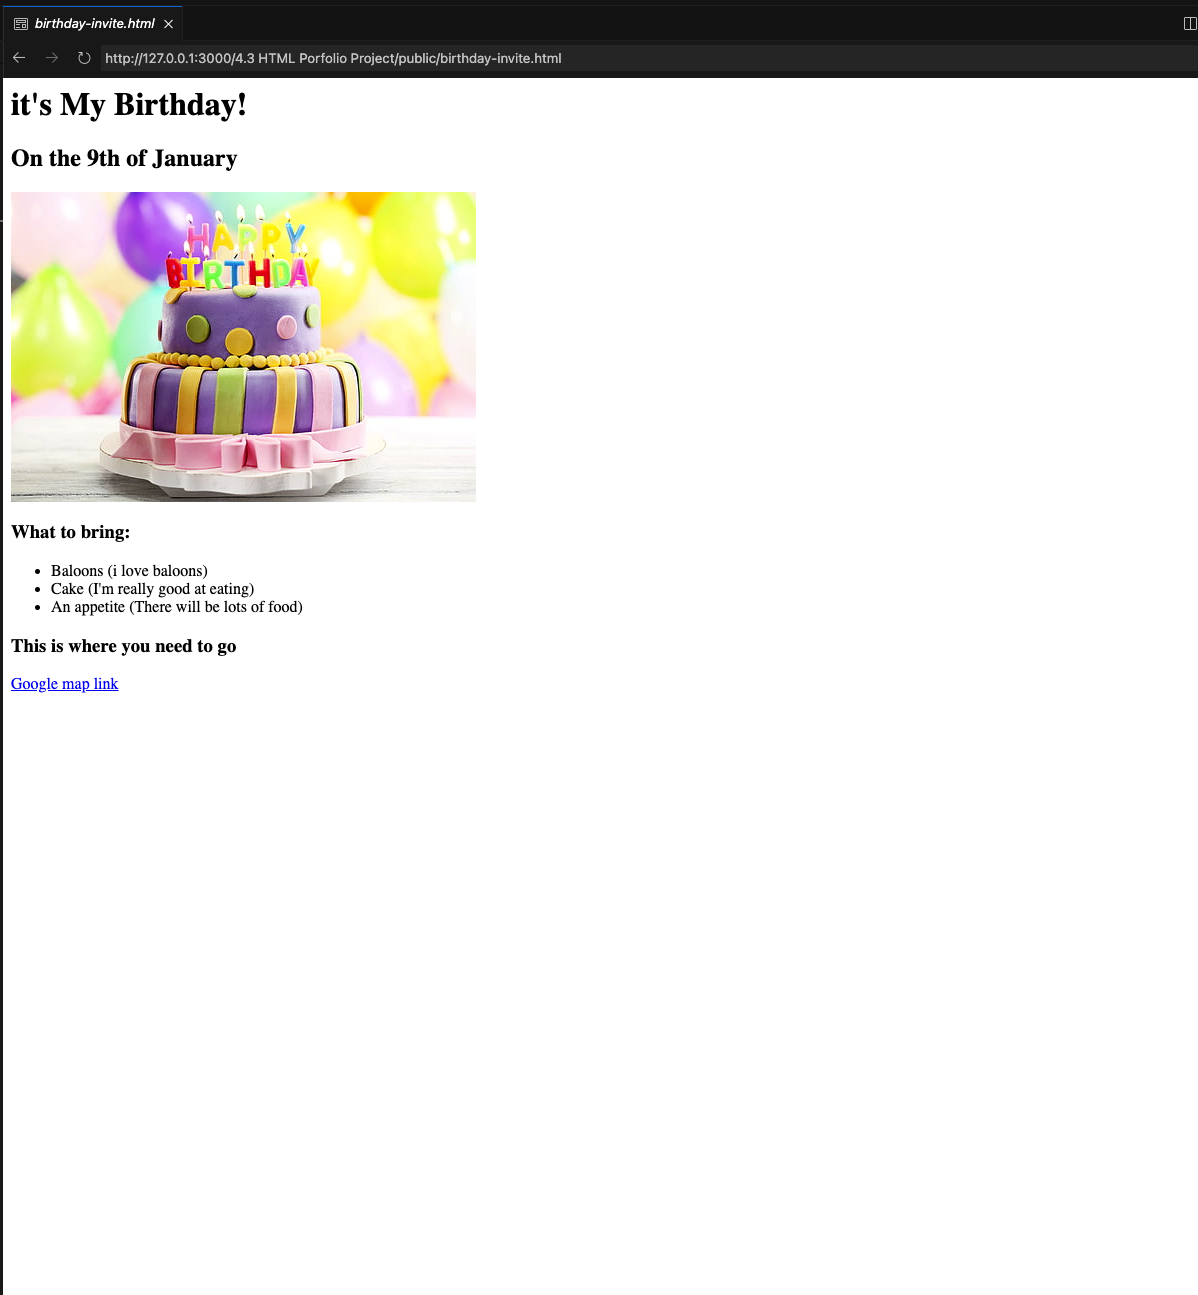 birthday-invite.html
http://127.0.0.1:3000/4.3 HTML Porfolio Project/public/birthday-invite.html
it's My Birthday!
On the 9th of January
HAPPY
BIRTHDAY
What to bring:
Baloons (i love baloons)
Cake (I'm really good at eating)
An appetite (There will be lots of food)
This is where you need to go
Google map link